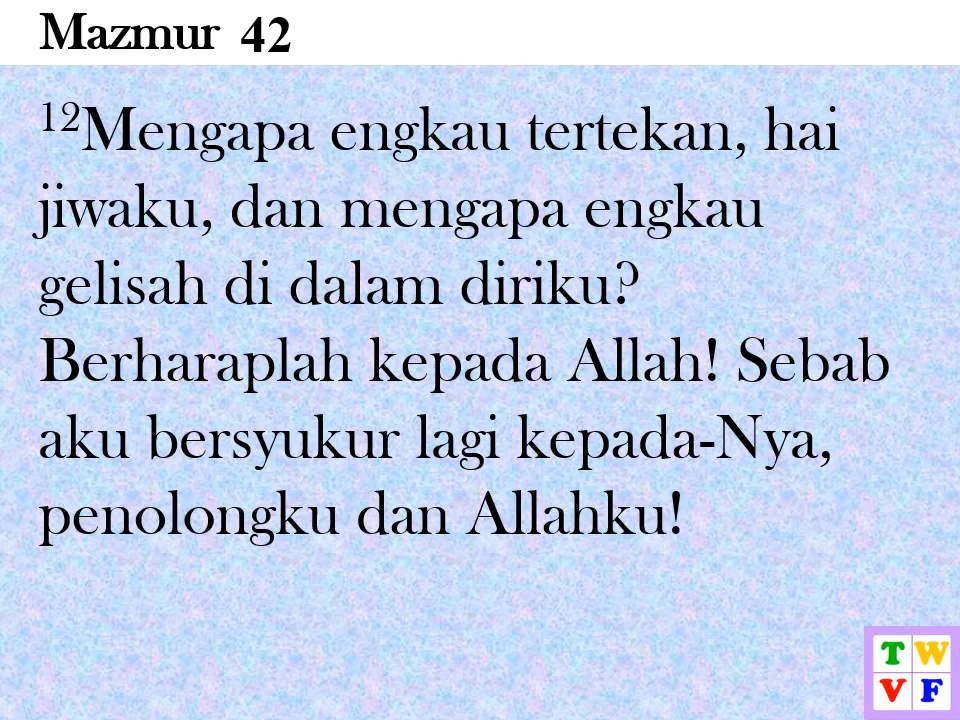 Mazmur 42
12Mengapa engkau tertekan, hai
jiwaku, dan mengapa engkau
gelisah di dalam diriku?
Berharaplah kepada Allah! Sebab
aku bersyukur lagi kepada-Nya,
penolongku dan Allahku!
T W
V F